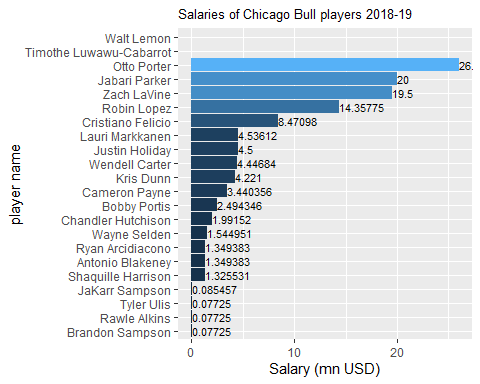 Salaries of Chicago Bull players 2018-19
player name
Walt Lemon
Timothe Luwawu-Cabarrot
Otto Porter 26.
Jabari Parker 20
Zach LaVine 19.5
Robin Lopez 14.35775
Cristiano Felicio 8.47098
Lauri Markkanen 4.53612
Justin Holiday 4.5
Wendell Carter 4.44684
Kris Dunn 4.221
Cameron Payne 3.440356
Bobby Portis 2.494346
Chandler Hutchison 1.99152
Wayne Selden 1.544951
Ryan Arcidiacono 1.349383
Antonio Blakeney 1.349383
Shaquille Harrison 1.325531
JaKarr Sampson 0.085457
Tyler Ulis 0.07725
Rawle Alkins 0.07725
Brandon Sampson 0.07725
0 10 20
Salary (mn USD)